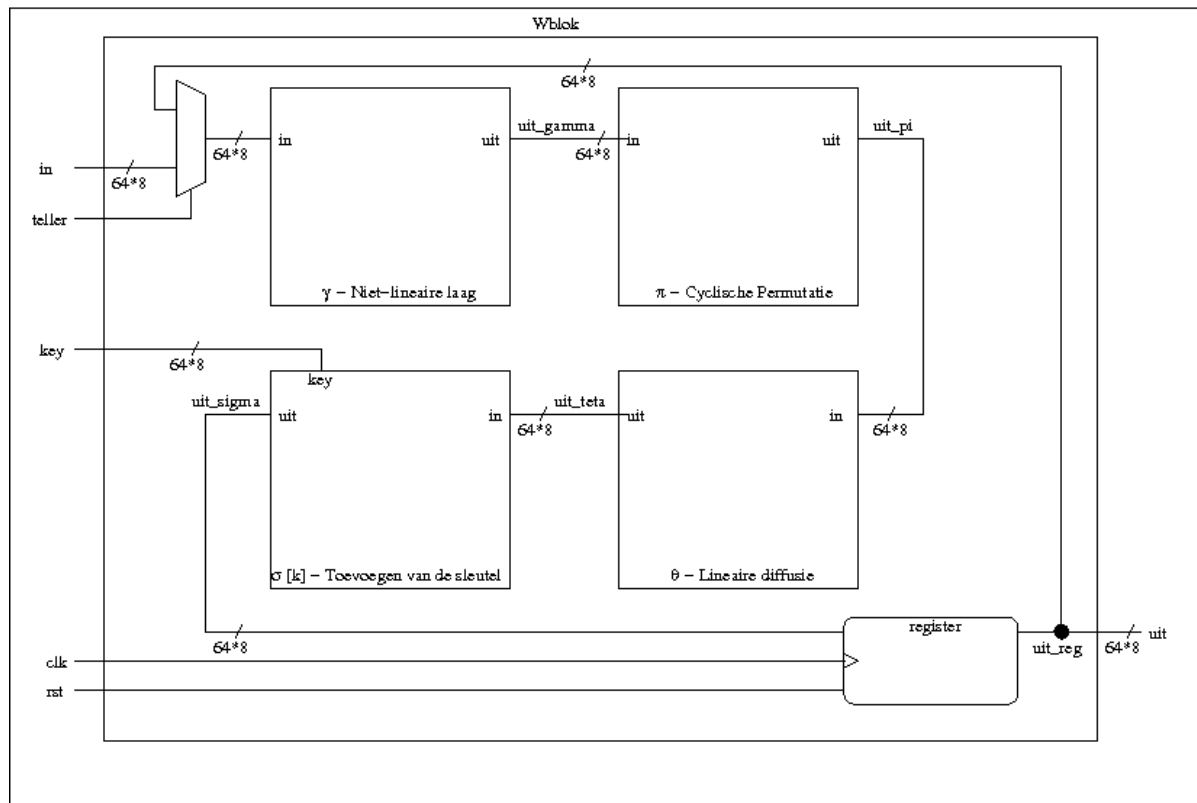 Wblok
64*8
in
64*8
64*8
teller
in
uit
γ – Niet–lineaire laag
uit_gamma
64*8
in
uit
π – Cyclische Permutatie
uit_pi
key
64*8
key
uit_sigma
uit
in
σ [k] – Toevoegen van de sleutel
64*8
uit_teta
uit
in
θ – Lineaire diffusie
64*8
64*8
register
uit_reg
64*8
uit
clk
rst